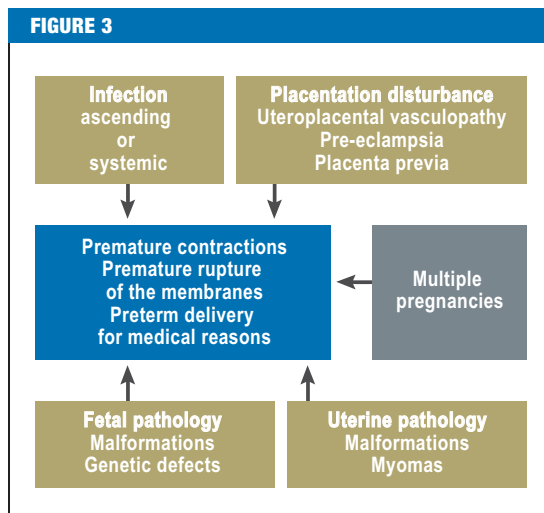 FIGURE 3
Infection
ascending
or
systemic
Placentation disturbance
Uteroplacental vasculopathy
Pre-eclampsia
Placenta previa
Premature contractions
Premature rupture
of the membranes
Preterm delivery
for medical reasons
Multiple
pregnancies
Fetal pathology
Malformations
Genetic defects
Uterine pathology
Malformations
Myomas